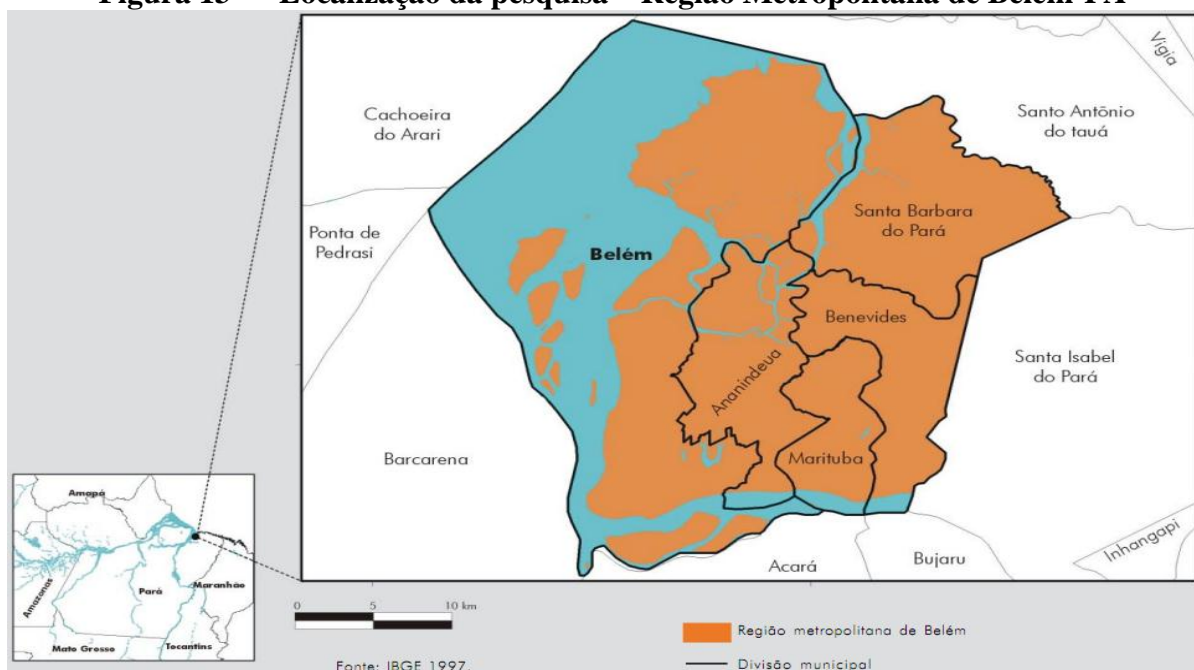 Figura 13 – Localização da pesquisa – Região Metropolitana de Belém-PA
Vigia
Cachoeira
do Arari
Santo Antônio
do tauá
Santa Barbara
do Pará
Ponta de
Pedrasi
Belém
Benevides
Santa Isabel
do Pará
Ananindeua
Barcarena
Marituba
Inhangapi
Acará
Bujaru
Amapá
Amazonas
Pará
Maranhão
Mato Grosso
Tocantins
0 5 10 km
Região metropolitana de Belém
Fonte: IBGE 1997.
Divisão municipal